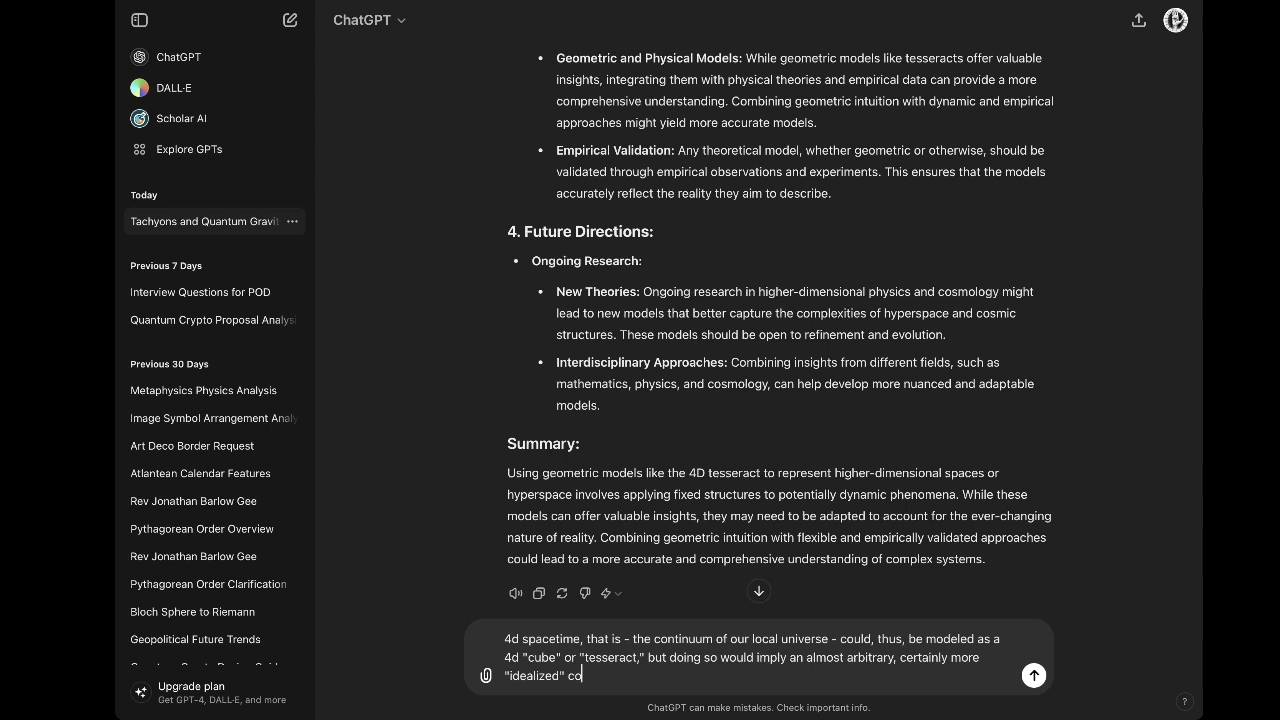 ChatGPT
ChatGPT
DALL·E
Scholar AI
Explore GPTs
Today
Tachyons and Quantum Gravit
Previous 7 Days
Interview Questions for POD
Quantum Crypto Proposal Analysi
Previous 30 Days
Metaphysics Physics Analysis
Image Symbol Arrangement Analy
Art Deco Border Request
Atlantean Calendar Features
Rev Jonathan Barlow Gee
Pythagorean Order Overview
Rev Jonathan Barlow Gee
Pythagorean Order Clarification
Bloch Sphere to Riemann
Geopolitical Future Trends
Upgrade plan
Get GPT-4, DALL·E, and more
• Geometric and Physical Models: While geometric models like tesseracts offer valuable
insights, integrating them with physical theories and empirical data can provide a more
comprehensive understanding. Combining geometric intuition with dynamic and empirical
approaches might yield more accurate models.
• Empirical Validation: Any theoretical model, whether geometric or otherwise, should be
validated through empirical observations and experiments. This ensures that the models
accurately reflect the reality they aim to describe.
4. Future Directions:
• Ongoing Research:
• New Theories: Ongoing research in higher-dimensional physics and cosmology might
lead to new models that better capture the complexities of hyperspace and cosmic
structures. These models should be open to refinement and evolution.
• Interdisciplinary Approaches: Combining insights from different fields, such as
mathematics, physics, and cosmology, can help develop more nuanced and adaptable
models.
Summary:
Using geometric models like the 4D tesseract to represent higher-dimensional spaces or
hyperspace involves applying fixed structures to potentially dynamic phenomena. While these
models can offer valuable insights, they may need to be adapted to account for the ever-changing
nature of reality. Combining geometric intuition with flexible and empirically validated approaches
could lead to a more accurate and comprehensive understanding of complex systems.
4d spacetime, that is - the continuum of our local universe - could, thus, be modeled as a
4d "cube" or "tesseract," but doing so would imply an almost arbitrary, certainly more
"idealized" co
ChatGPT can make mistakes. Check important info.
?